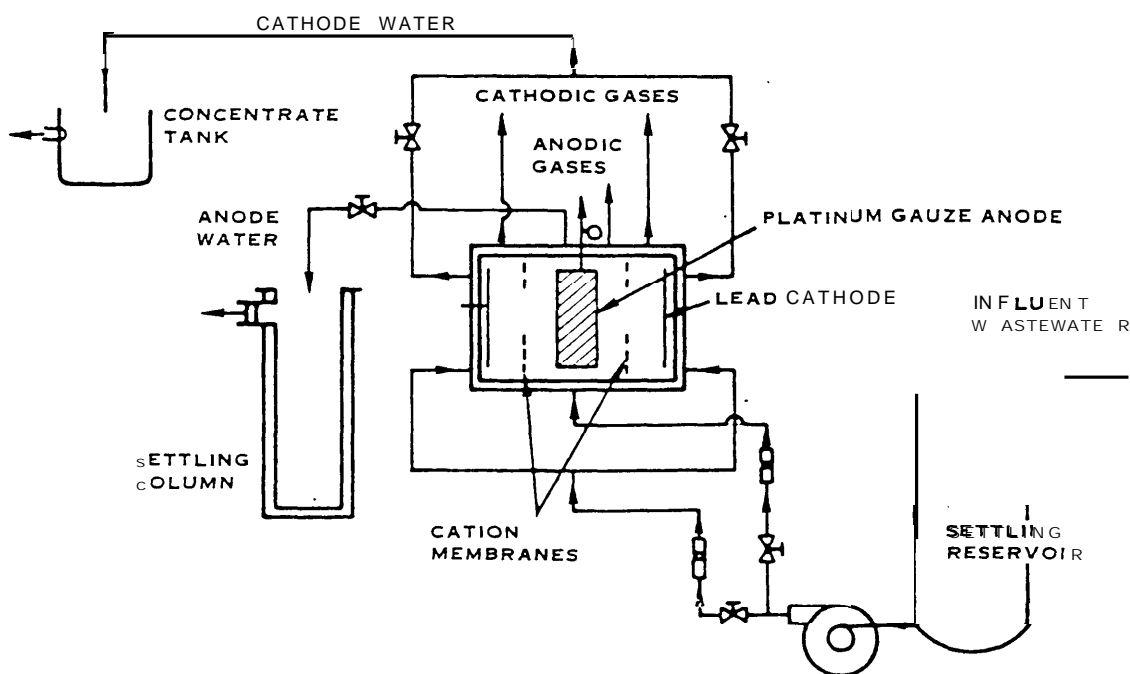 CATHODE WATER
CATHODIC GASES
CONCENTRATE
TANK
ANODIC
GASES
ANODE
WATER
PLATINUM GAUZE ANODE
LEAD CATHODE
INFLUENT
WASTEWATER
SETTLING
COLUMN
CATION
MEMBRANES
SETTLING
RESERVOIR